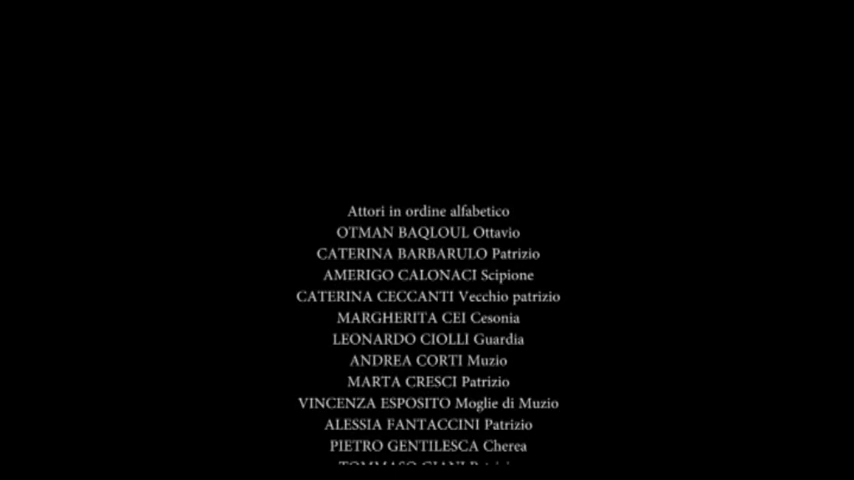 Attori in ordine alfabetico
OTMAN BAQLOUL Ottavio
CATERINA BARBARULO Patrizio
AMERIGO CALONACI Scipione
CATERINA CECCANTI Vecchio patrizio
MARGHERITA CEI Cesonia
LEONARDO CIOLLI Guardia
ANDREA CORTI Muzio
MARTA CRESCI Patrizio
VINCENZA ESPOSITO Moglie di Muzio
ALESSIA FANTACCINI Patrizio
PIETRO GENTILESCA Cherea
TOMMASO GIANI